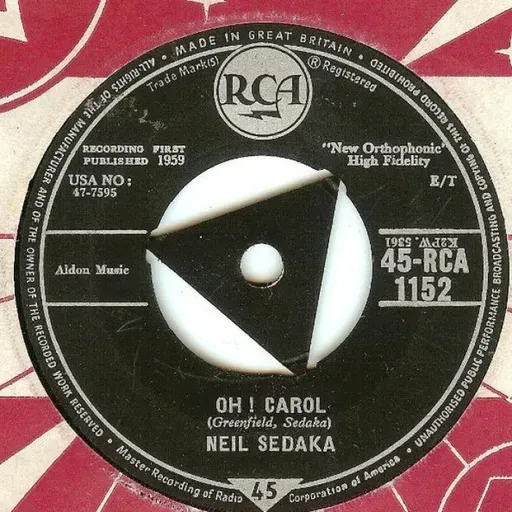 MADE IN GREAT BRITAIN
Trade Mark(s)
® Registered
RCA
RECORDING FIRST
PUBLISHED 1959
USA NO:
47-7595
"New Orthophonic"
High Fidelity
E/T
K2PW. 5361
45-RCA
1152
Aldon Music
OH! CAROL
(Greenfield, Sedaka)
NEIL SEDAKA
Master Recording of Radio Corporation of America
45
ALL RIGHTS OF THE MANUFACTURER AND OF THE OWNER OF THE RECORDED WORK RESERVED
UNAUTHORISED PUBLIC PERFORMANCE BROADCASTING AND COPYING OF THIS RECORD PROHIBITED